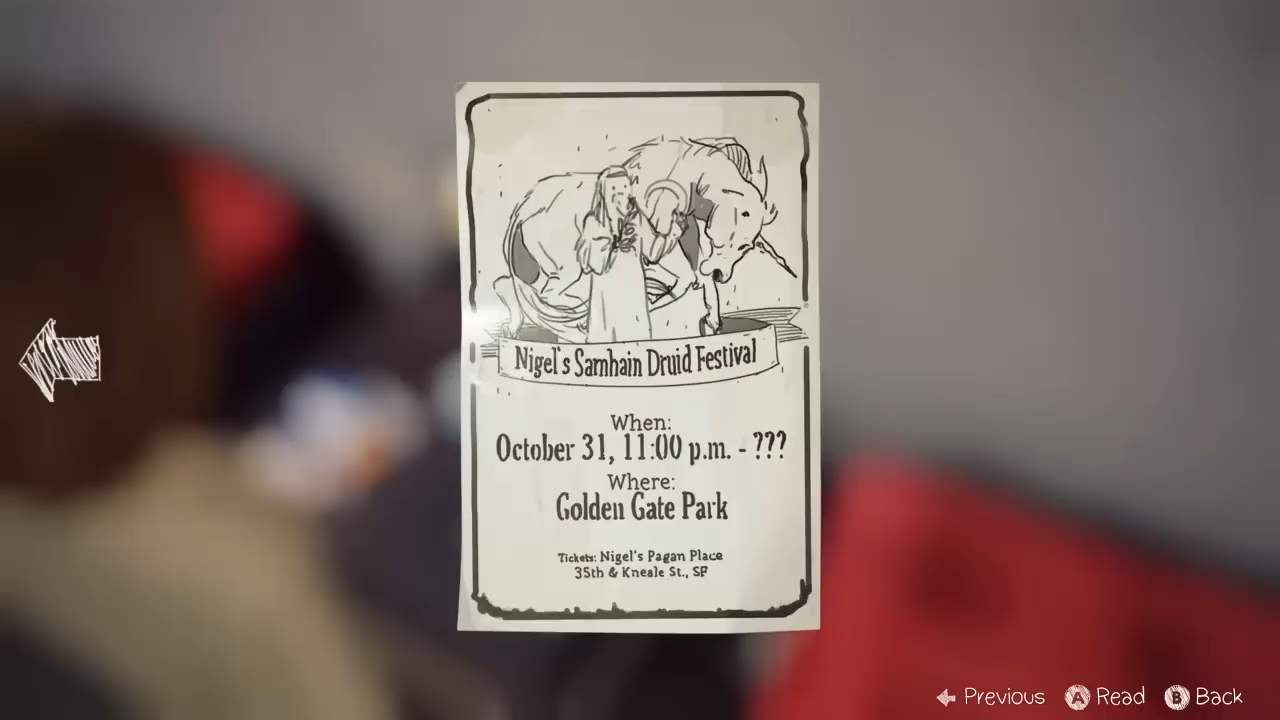 Nigel's Samhain Druid Festival
When:
October 31, 11:00 p.m. - ???
Where:
Golden Gate Park
Tickets: Nigel's Pagan Place
35th & Kneale St., SF
Previous A Read B Back